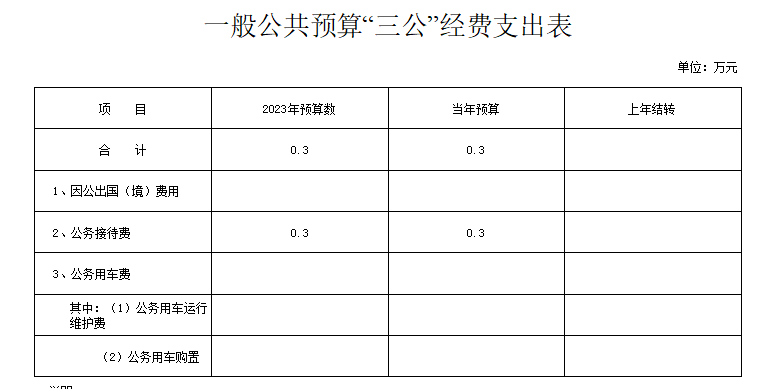 一般公共预算“三公”经费支出表
单位：万元
项 目 2023年预算数 当年预算 上年结转
合 计 0.3 0.3
1、因公出国（境）费用
2、公务接待费 0.3 0.3
3、公务用车费
其中：（1）公务用车运行
维护费
（2）公务用车购置